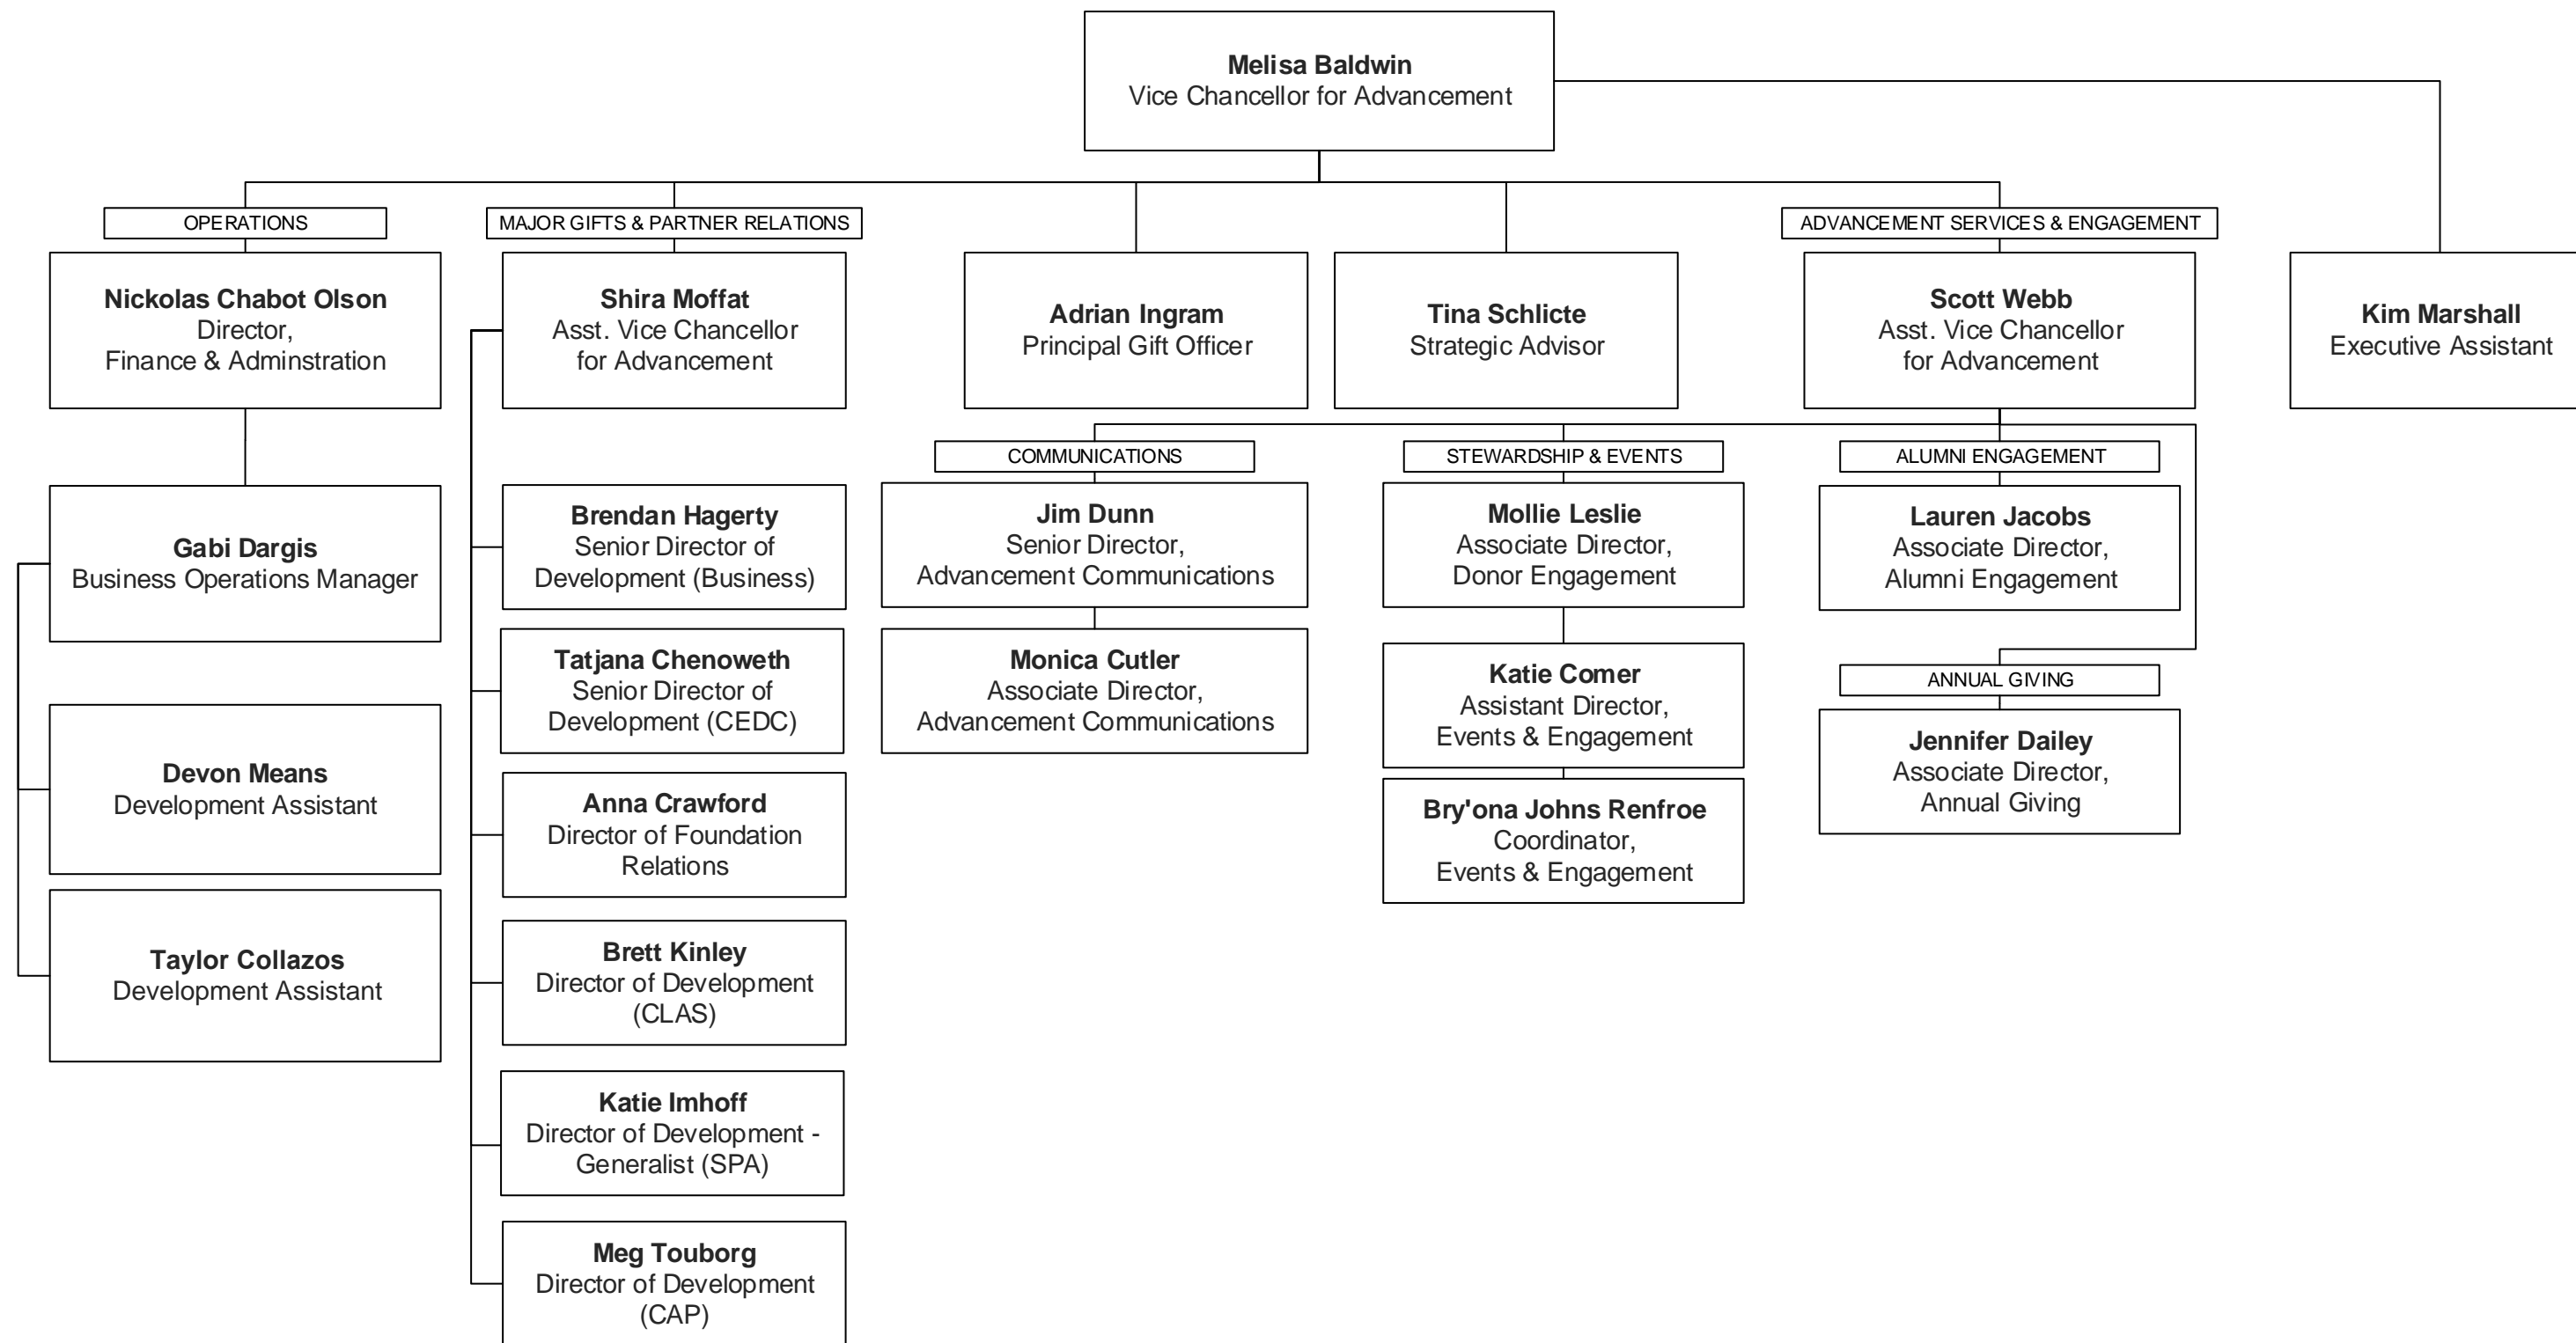 Melisa Baldwin
Vice Chancellor for Advancement
OPERATIONS
Nickolas Chabot Olson
Director,
Finance & Adminstration
Gabi Dargis
Business Operations Manager
Devon Means
Development Assistant
Taylor Collazos
Development Assistant
MAJOR GIFTS & PARTNER RELATIONS
Shira Moffat
Asst. Vice Chancellor
for Advancement
Brendan Hagerty
Senior Director of
Development (Business)
Tatjana Chenoweth
Senior Director of
Development (CEDC)
Anna Crawford
Director of Foundation
Relations
Brett Kinley
Director of Development
(CLAS)
Katie Imhoff
Director of Development -
Generalist (SPA)
Meg Touborg
Director of Development
(CAP)
Adrian Ingram
Principal Gift Officer
Tina Schlicte
Strategic Advisor
ADVANCEMENT SERVICES & ENGAGEMENT
Scott Webb
Asst. Vice Chancellor
for Advancement
COMMUNICATIONS
Jim Dunn
Senior Director,
Advancement Communications
Monica Cutler
Associate Director,
Advancement Communications
STEWARDSHIP & EVENTS
Mollie Leslie
Associate Director,
Donor Engagement
Katie Comer
Assistant Director,
Events & Engagement
Bry'ona Johns Renfroe
Coordinator,
Events & Engagement
ALUMNI ENGAGEMENT
Lauren Jacobs
Associate Director,
Alumni Engagement
ANNUAL GIVING
Jennifer Dailey
Associate Director,
Annual Giving
Kim Marshall
Executive Assistant